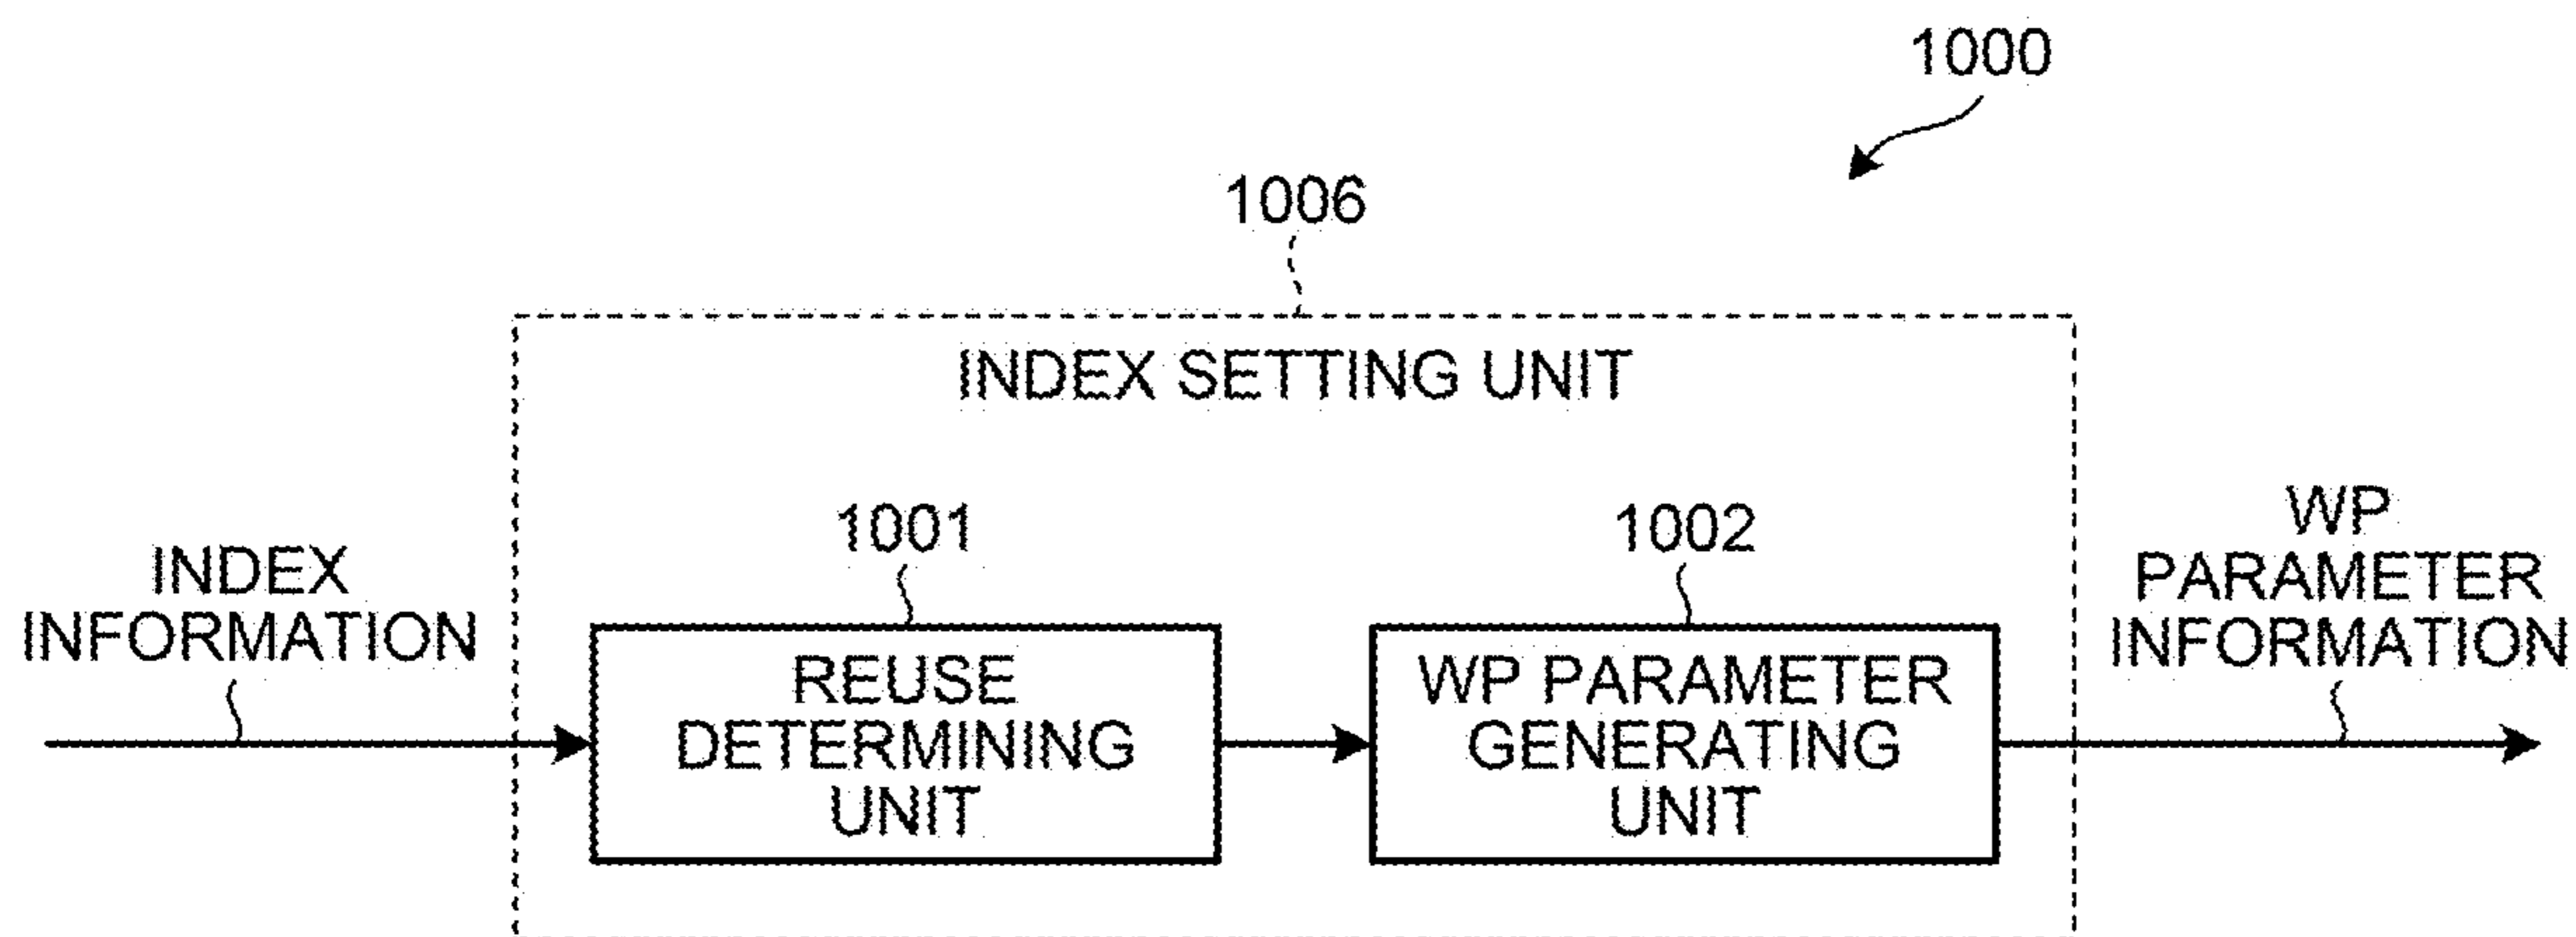 1000
1006
INDEX SETTING UNIT
INDEX
INFORMATION
1001
REUSE
DETERMINING
UNIT
1002
WP PARAMETER
GENERATING
UNIT
WP
PARAMETER
INFORMATION